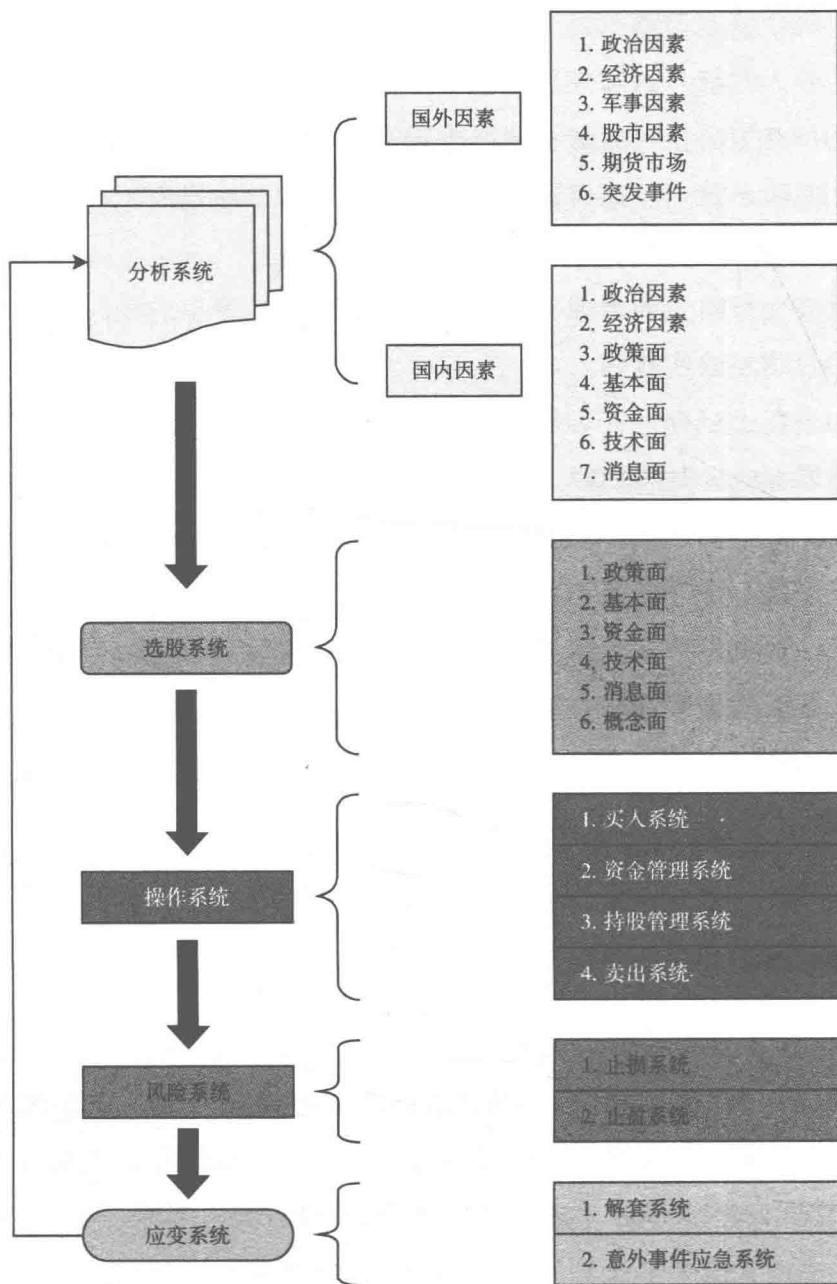 国外因素
1. 政治因素
2. 经济因素
3. 军事因素
4. 股市因素
5. 期货市场
6. 突发事件
分析系统
国内因素
1. 政治因素
2. 经济因素
3. 政策面
4. 基本面
5. 资金面
6. 技术面
7. 消息面
选股系统
1. 政策面
2. 基本面
3. 资金面
4. 技术面
5. 消息面
6. 概念面
操作系统
1. 买入系统
2. 资金管理系统
3. 持股管理系统
4. 卖出系统
风险系统
1. 止损系统
2. 止盈系统
应变系统
1. 解套系统
2. 意外事件应急系统